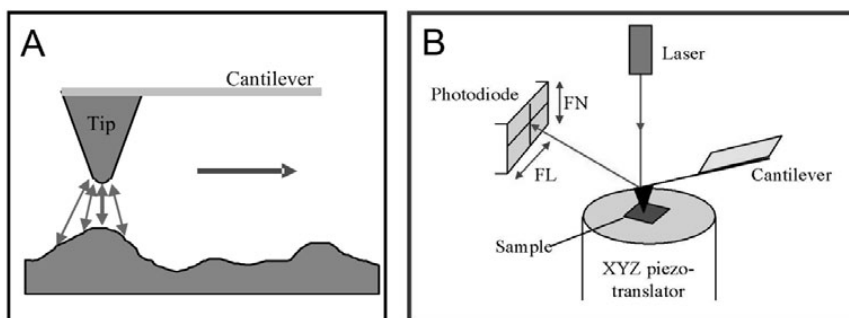 A
Cantilever
Tip
B
Laser
Photodiode
FN
FL
Cantilever
Sample
XYZ piezo-
translator